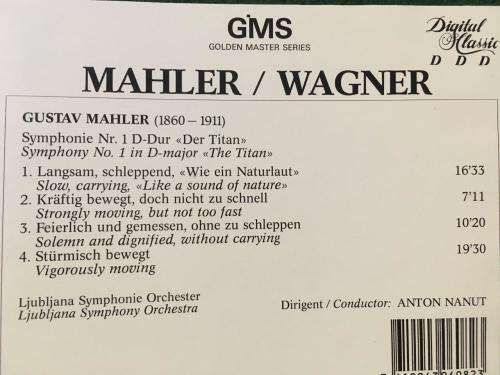 GMS
GOLDEN MASTER SERIES
Digital
Classic
D D D
MAHLER / WAGNER
GUSTAV MAHLER (1860 – 1911)
Symphonie Nr. 1 D-Dur «Der Titan»
Symphony No. 1 in D-major «The Titan»
1. Langsam, schleppend, «Wie ein Naturlaut» 16'33
Slow, carrying, «Like a sound of nature»
2. Kräftig bewegt, doch nicht zu schnell 7'11
Strongly moving, but not too fast
3. Feierlich und gemessen, ohne zu schleppen 10'20
Solemn and dignified, without carrying
4. Stürmisch bewegt 19'30
Vigorously moving
Ljubljana Symphonie Orchester
Ljubljana Symphony Orchestra
Dirigent / Conductor: ANTON NANUT